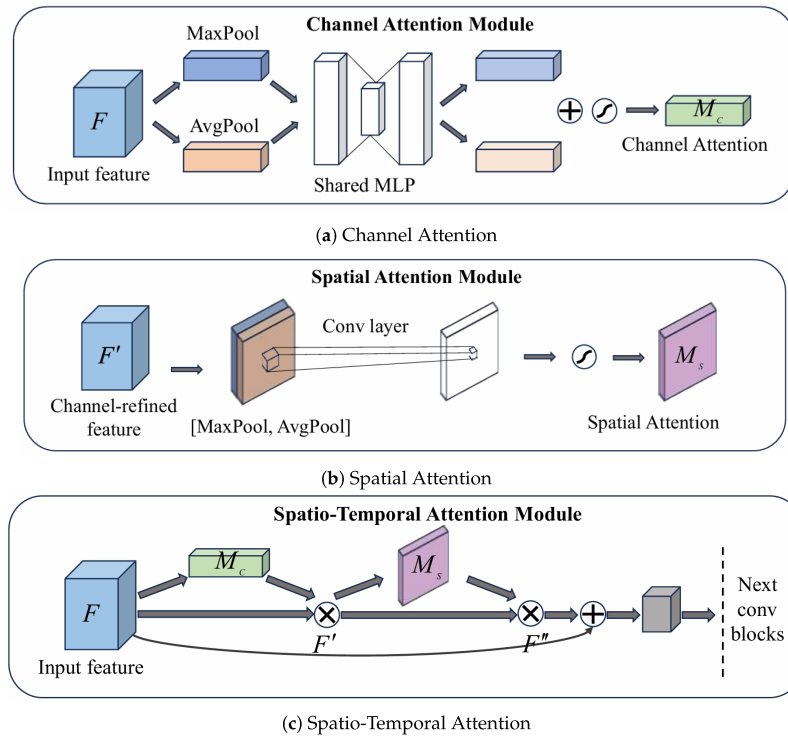 Channel Attention Module
MaxPool
F
AvgPool
Input feature
Shared MLP
M_c
Channel Attention
(a) Channel Attention
Spatial Attention Module
F′
Conv layer
M_s
Channel-refined
feature
[MaxPool, AvgPool]
Spatial Attention
(b) Spatial Attention
Spatio-Temporal Attention Module
M_c
M_s
F
Input feature
F′
F″
Next
conv
blocks
(c) Spatio-Temporal Attention